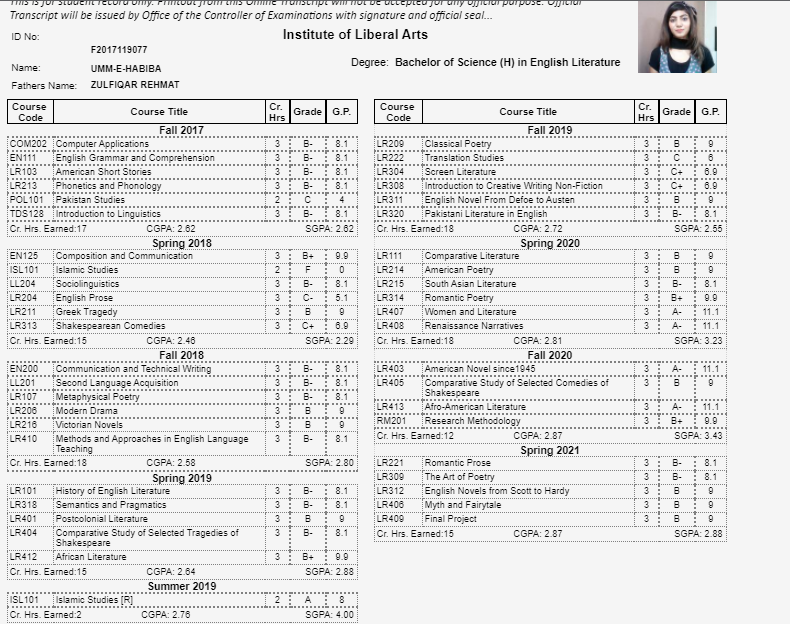 This is for student record only. Printout from this Online Transcript will not be accepted for any official purpose. Official
Transcript will be issued by Office of the Controller of Examinations with signature and official seal...
ID No:
F2017119077
Institute of Liberal Arts
Name: UMM-E-HABIBA
Degree: Bachelor of Science (H) in English Literature
Fathers Name: ZULFIQAR REHMAT
Course Code Course Title Cr. Hrs Grade G.P.
Fall 2017
COM202 Computer Applications 3 B- 8.1
EN111 English Grammar and Comprehension 3 B- 8.1
LR103 American Short Stories 3 B- 8.1
LR213 Phonetics and Phonology 3 B- 8.1
POL101 Pakistan Studies 2 C 4
TDS128 Introduction to Linguistics 3 B- 8.1
Cr. Hrs. Earned:17 CGPA: 2.62 SGPA: 2.62
Spring 2018
EN125 Composition and Communication 3 B+ 9.9
ISL101 Islamic Studies 2 F 0
LL204 Sociolinguistics 3 B- 8.1
LR204 English Prose 3 C- 5.1
LR211 Greek Tragedy 3 B 9
LR313 Shakespearean Comedies 3 C+ 6.9
Cr. Hrs. Earned:15 CGPA: 2.46 SGPA: 2.29
Fall 2018
EN200 Communication and Technical Writing 3 B- 8.1
LL201 Second Language Acquisition 3 B- 8.1
LR107 Metaphysical Poetry 3 B- 8.1
LR206 Modern Drama 3 B 9
LR216 Victorian Novels 3 B 9
LR410 Methods and Approaches in English Language 3 B- 8.1
Teaching
Cr. Hrs. Earned:18 CGPA: 2.58 SGPA: 2.80
Spring 2019
LR101 History of English Literature 3 B- 8.1
LR318 Semantics and Pragmatics 3 B- 8.1
LR401 Postcolonial Literature 3 B 9
LR404 Comparative Study of Selected Tragedies of 3 B- 8.1
Shakespeare
LR412 African Literature 3 B+ 9.9
Cr. Hrs. Earned:15 CGPA: 2.64 SGPA: 2.88
Summer 2019
ISL101 Islamic Studies [R] 2 A 8
Cr. Hrs. Earned:2 CGPA: 2.76 SGPA: 4.00
Course Code Course Title Cr. Hrs Grade G.P.
Fall 2019
LR209 Classical Poetry 3 B 9
LR222 Translation Studies 3 C 6
LR304 Screen Literature 3 C+ 6.9
LR308 Introduction to Creative Writing Non-Fiction 3 C+ 6.9
LR311 English Novel From Defoe to Austen 3 B 9
LR320 Pakistani Literature in English 3 B- 8.1
Cr. Hrs. Earned:18 CGPA: 2.72 SGPA: 2.55
Spring 2020
LR111 Comparative Literature 3 B 9
LR214 American Poetry 3 B 9
LR215 South Asian Literature 3 B- 8.1
LR314 Romantic Poetry 3 B+ 9.9
LR407 Women and Literature 3 A- 11.1
LR408 Renaissance Narratives 3 A- 11.1
Cr. Hrs. Earned:18 CGPA: 2.81 SGPA: 3.23
Fall 2020
LR403 American Novel since1945 3 A- 11.1
LR405 Comparative Study of Selected Comedies of 3 B 9
Shakespeare
LR413 Afro-American Literature 3 A- 11.1
RM201 Research Methodology 3 B+ 9.9
Cr. Hrs. Earned:12 CGPA: 2.87 SGPA: 3.43
Spring 2021
LR221 Romantic Prose 3 B- 8.1
LR309 The Art of Poetry 3 B- 8.1
LR312 English Novels from Scott to Hardy 3 B 9
LR406 Myth and Fairytale 3 B 9
LR409 Final Project 3 B 9
Cr. Hrs. Earned:15 CGPA: 2.87 SGPA: 2.88